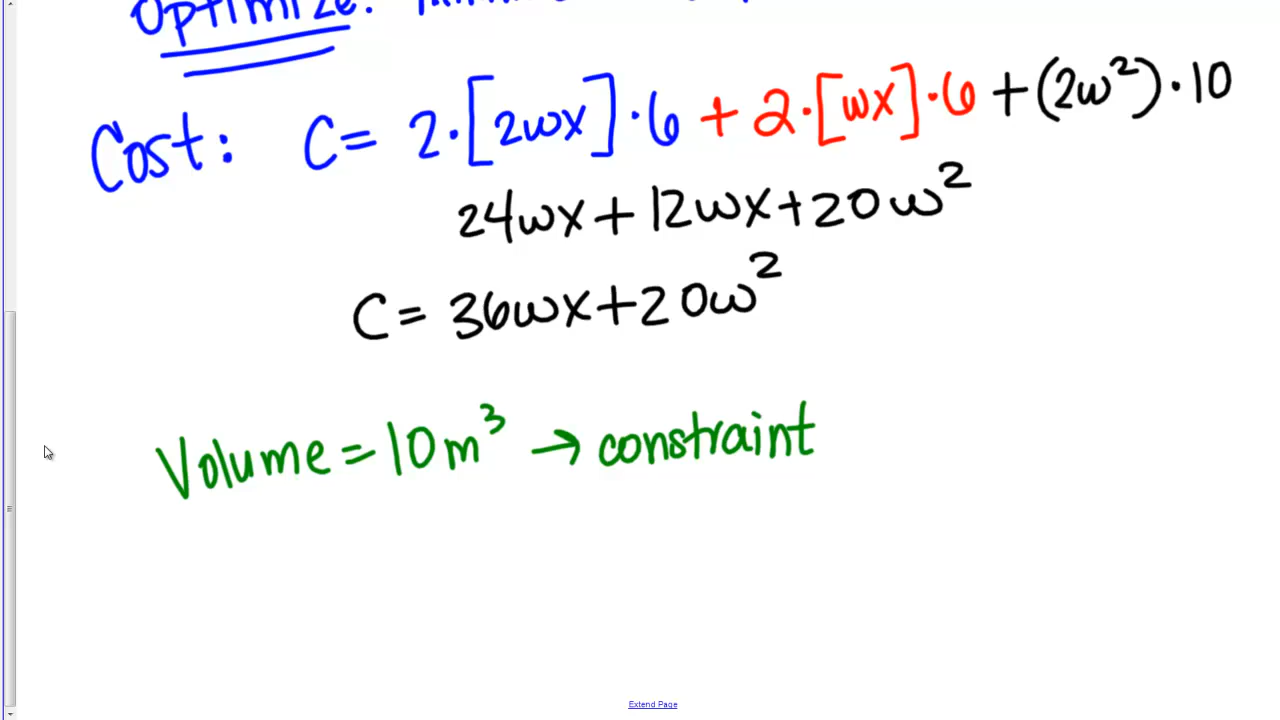 Optimize:
Cost: C= 2·[2wx]·6 + 2·[wx]·6 +(2w²)·10
24wx + 12wx+20w²
C= 36wx+20w²
Volume = 10m³ → constraint
Extend Page